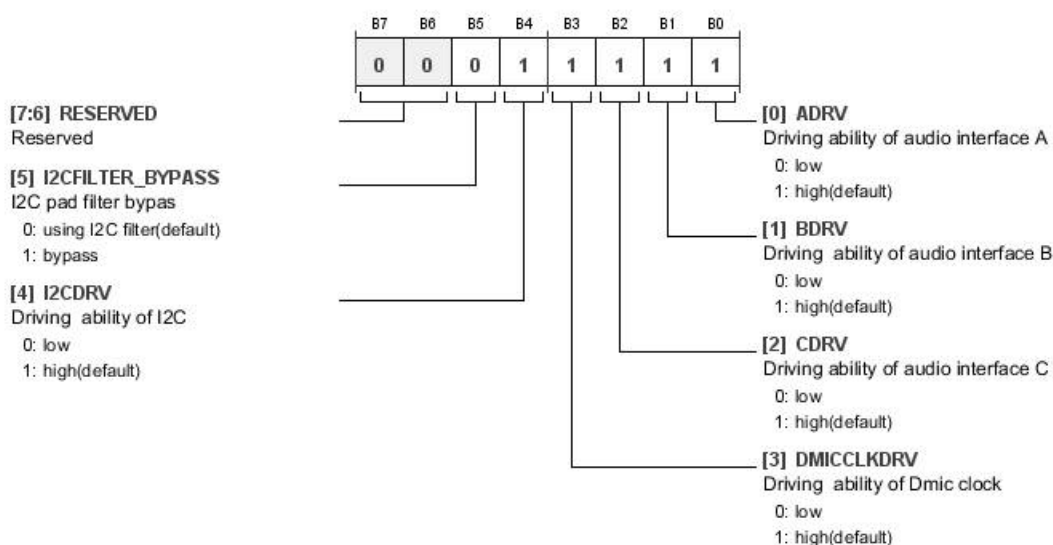 B7 B6 B5 B4 B3 B2 B1 B0
0 0 0 1 1 1 1 1
[7:6] RESERVED
Reserved
[5] I2CFILTER_BYPASS
I2C pad filter bypas
0: using I2C filter(default)
1: bypass
[4] I2CDRV
Driving ability of I2C
0: low
1: high(default)
[0] ADRV
Driving ability of audio interface A
0: low
1: high(default)
[1] BDRV
Driving ability of audio interface B
0: low
1: high(default)
[2] CDRV
Driving ability of audio interface C
0: low
1: high(default)
[3] DMICCLKDRV
Driving ability of Dmic clock
0: low
1: high(default)